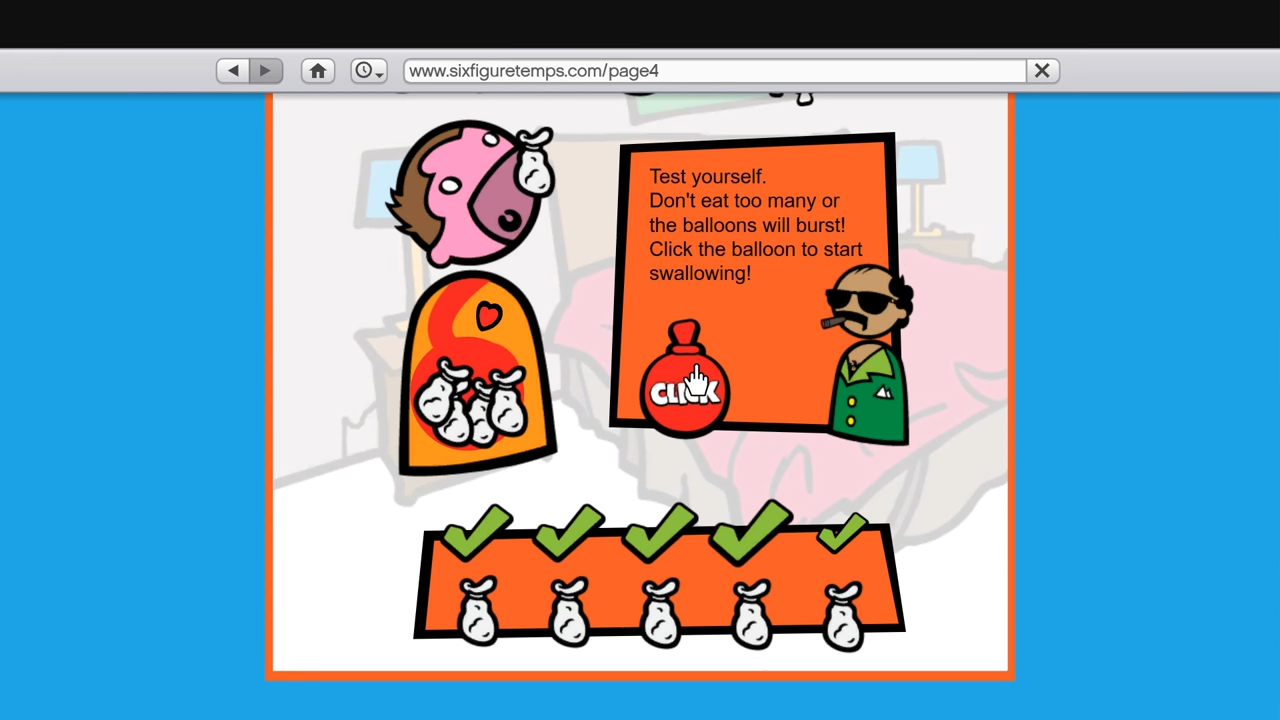 www.sixfiguretemps.com/page4
Test yourself.
Don't eat too many or
the balloons will burst!
Click the balloon to start
swallowing!
CLICK